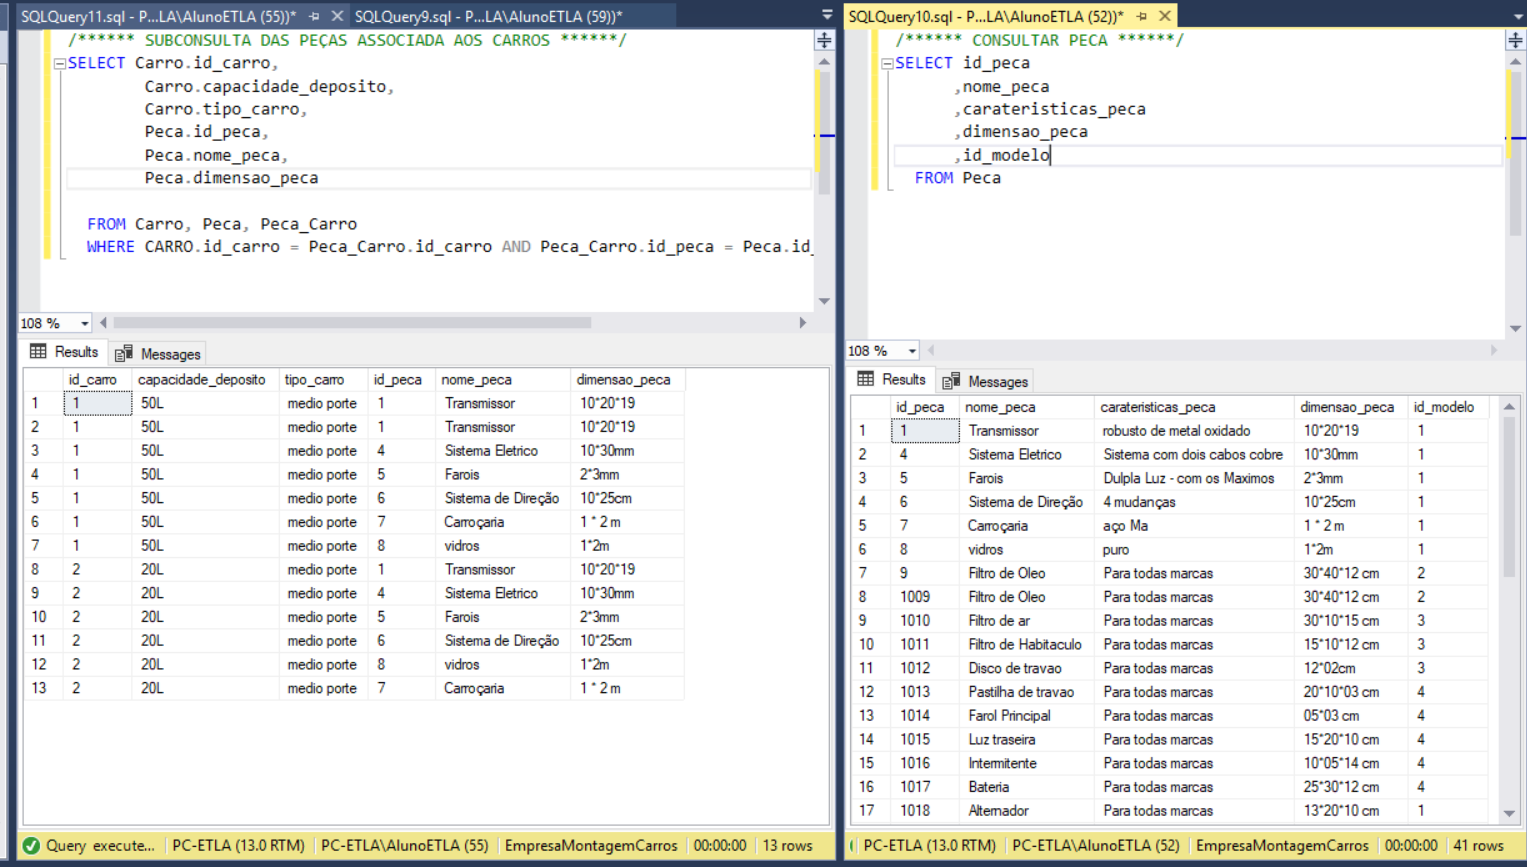 SQLQuery11.sql - P...LA\AlunoETLA (55))*
SQLQuery9.sql - P...LA\AlunoETLA (59))*
/****** SUBCONSULTA DAS PEÇAS ASSOCIADA AOS CARROS ******/
SELECT Carro.id_carro,
Carro.capacidade_deposito,
Carro.tipo_carro,
Peca.id_peca,
Peca.nome_peca,
Peca.dimensao_peca
FROM Carro, Peca, Peca_Carro
WHERE CARRO.id_carro = Peca_Carro.id_carro AND Peca_Carro.id_peca = Peca.id_
108 %
Results Messages
id_carro capacidade_deposito tipo_carro id_peca nome_peca dimensao_peca
1 1 50L medio porte 1 Transmissor 10*20*19
2 1 50L medio porte 1 Transmissor 10*20*19
3 1 50L medio porte 4 Sistema Eletrico 10*30mm
4 1 50L medio porte 5 Farois 2*3mm
5 1 50L medio porte 6 Sistema de Direção 10*25cm
6 1 50L medio porte 7 Carroçaria 1 * 2 m
7 1 50L medio porte 8 vidros 1*2m
8 2 20L medio porte 1 Transmissor 10*20*19
9 2 20L medio porte 4 Sistema Eletrico 10*30mm
10 2 20L medio porte 5 Farois 2*3mm
11 2 20L medio porte 6 Sistema de Direção 10*25cm
12 2 20L medio porte 8 vidros 1*2m
13 2 20L medio porte 7 Carroçaria 1 * 2 m
Query execute... PC-ETLA (13.0 RTM) PC-ETLA\AlunoETLA (55) EmpresaMontagemCarros 00:00:00 13 rows
SQLQuery10.sql - P...LA\AlunoETLA (52))*
/****** CONSULTAR PECA ******/
SELECT id_peca
,nome_peca
,carateristicas_peca
,dimensao_peca
,id_modelo
FROM Peca
108 %
Results Messages
id_peca nome_peca carateristicas_peca dimensao_peca id_modelo
1 1 Transmissor robusto de metal oxidado 10*20*19 1
2 4 Sistema Eletrico Sistema com dois cabos cobre 10*30mm 1
3 5 Farois Dulpla Luz - com os Maximos 2*3mm 1
4 6 Sistema de Direção 4 mudanças 10*25cm 1
5 7 Carroçaria aço Ma 1 * 2 m 1
6 8 vidros puro 1*2m 1
7 9 Filtro de Oleo Para todas marcas 30*40*12 cm 2
8 1009 Filtro de Oleo Para todas marcas 30*40*12 cm 2
9 1010 Filtro de ar Para todas marcas 30*10*15 cm 3
10 1011 Filtro de Habitaculo Para todas marcas 15*10*12 cm 3
11 1012 Disco de travao Para todas marcas 12*02cm 3
12 1013 Pastilha de travao Para todas marcas 20*10*03 cm 4
13 1014 Farol Principal Para todas marcas 05*03 cm 4
14 1015 Luz traseira Para todas marcas 15*20*10 cm 4
15 1016 Intermitente Para todas marcas 10*05*14 cm 4
16 1017 Bateria Para todas marcas 25*30*12 cm 4
17 1018 Alternador Para todas marcas 13*20*10 cm 1
PC-ETLA (13.0 RTM) PC-ETLA\AlunoETLA (52) EmpresaMontagemCarros 00:00:00 41 rows